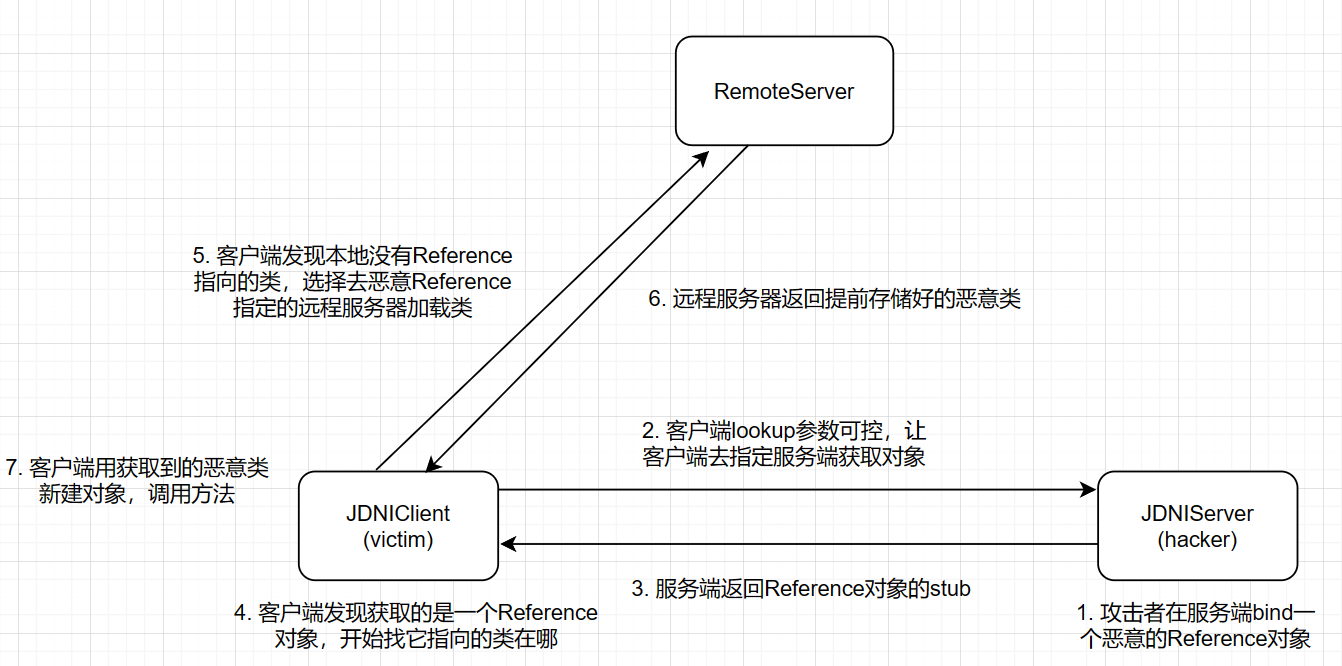 RemoteServer
5. 客户端发现本地没有Reference
指向的类，选择去恶意Reference
指定的远程服务器加载类
6. 远程服务器返回提前存储好的恶意类
2. 客户端lookup参数可控，让
客户端去指定服务端获取对象
7. 客户端用获取到的恶意类
新建对象，调用方法
JDNIClient
(victim)
JDNIServer
(hacker)
3. 服务端返回Reference对象的stub
4. 客户端发现获取的是一个Reference
对象，开始找它指向的类在哪
1. 攻击者在服务端bind一
个恶意的Reference对象